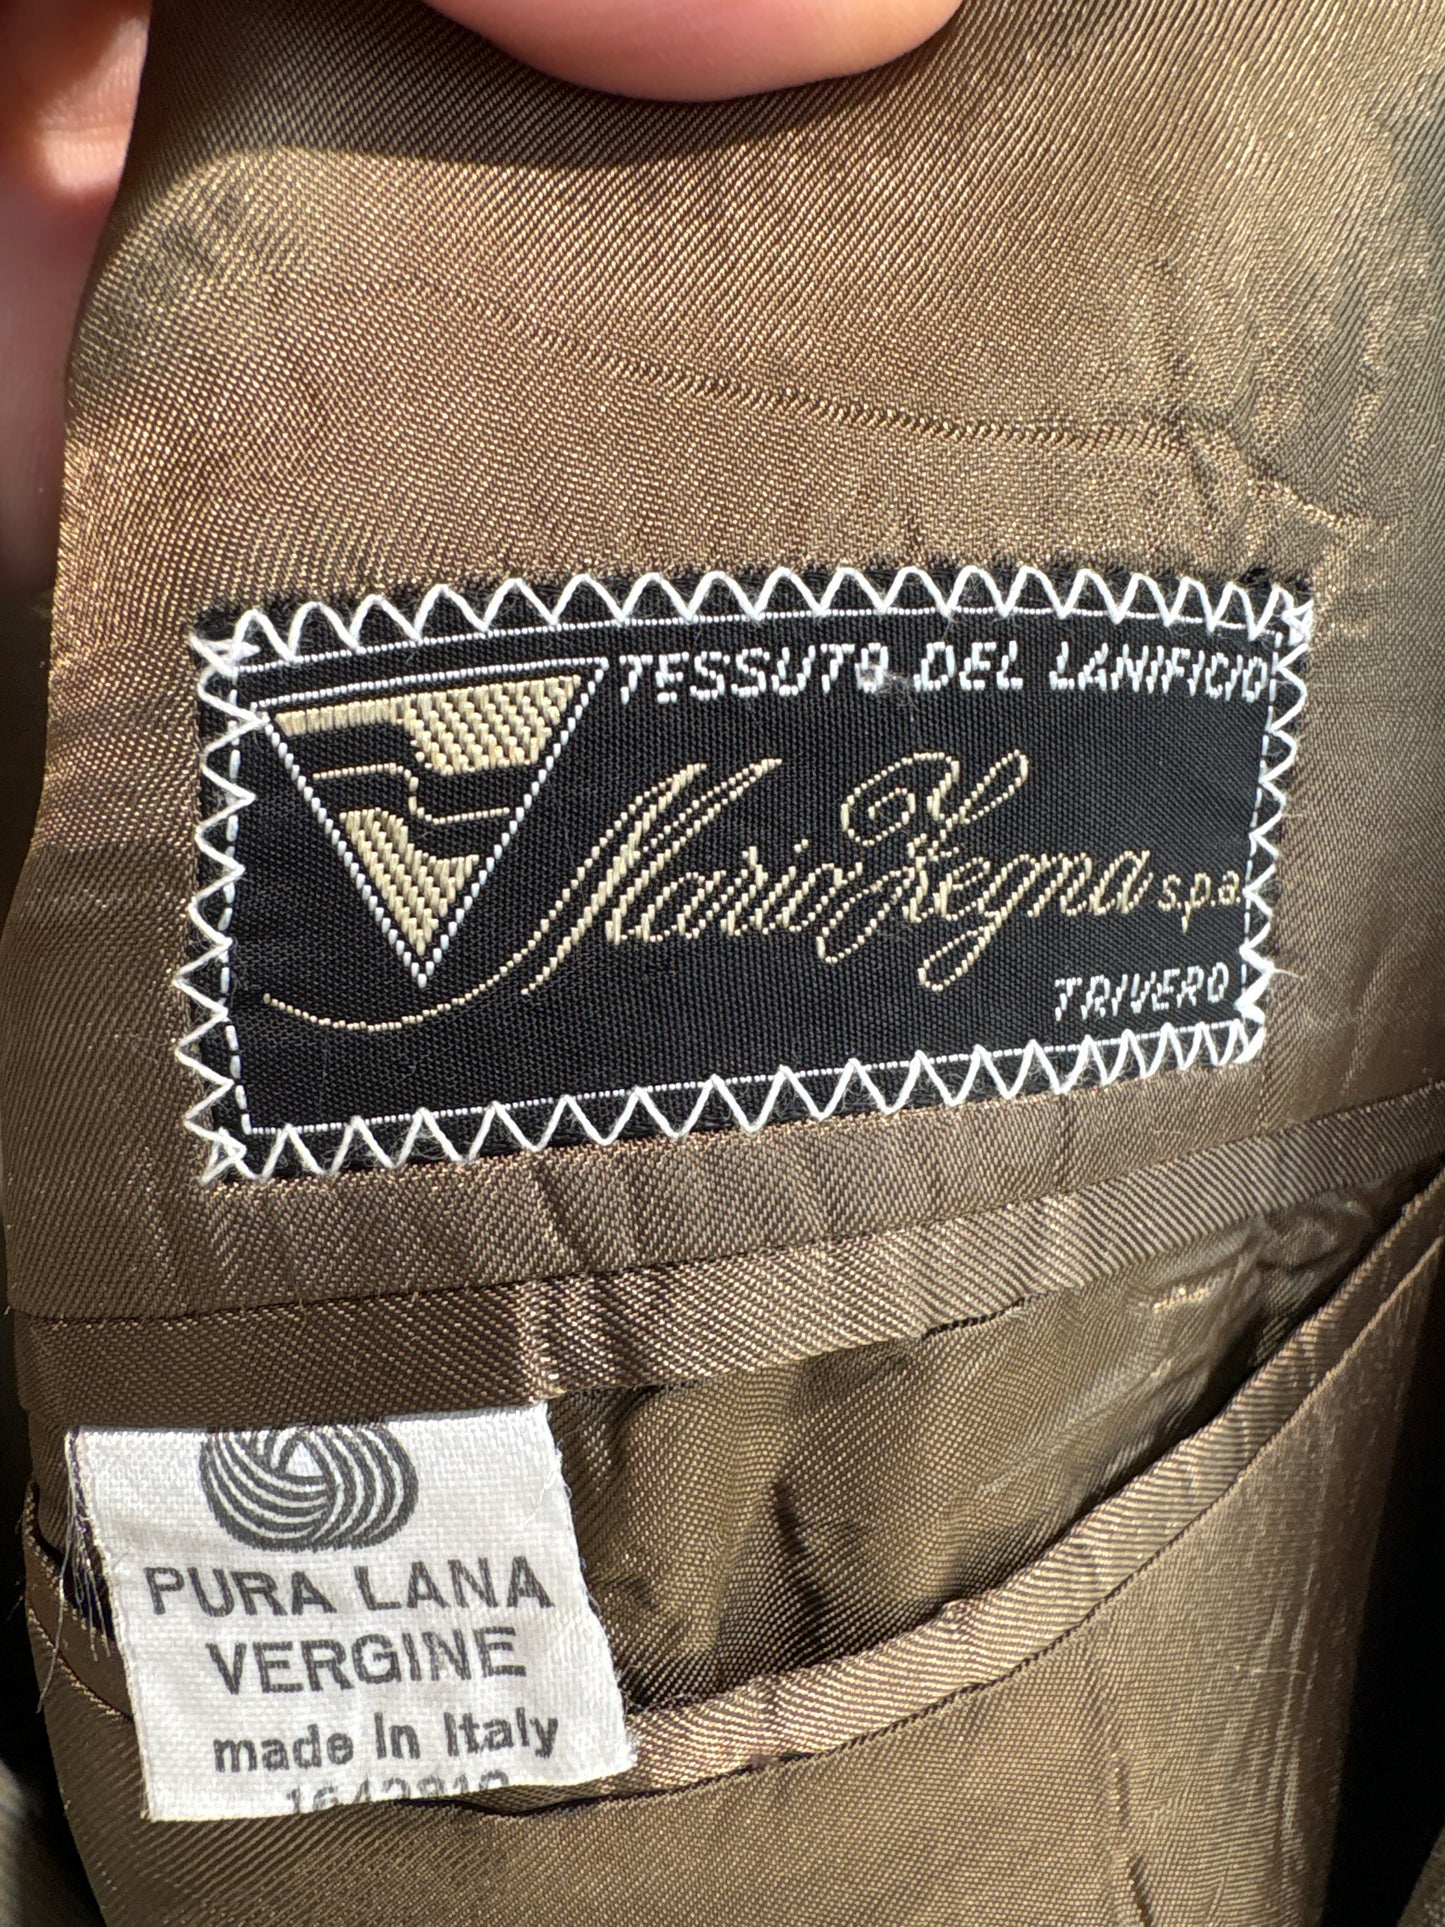 TESSUTO DEL LANIFICIO
Mario Zegna s.p.a.
TRIVERO
PURA LANA
VERGINE
made in Italy